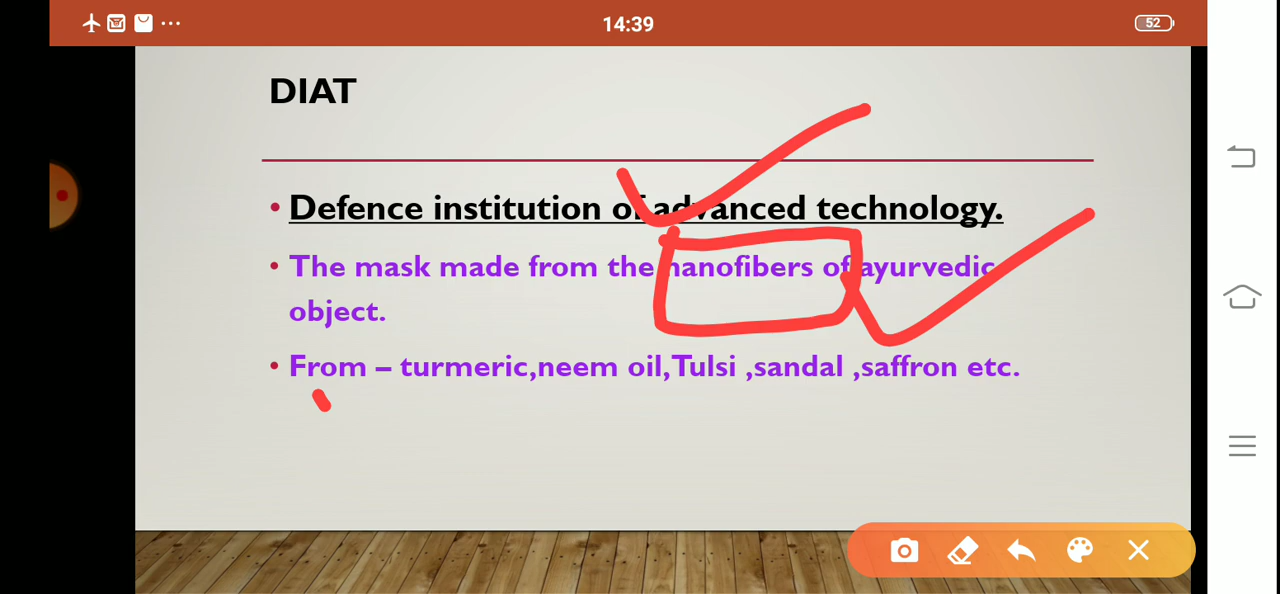 14:39
52
DIAT
• Defence institution of advanced technology.
• The mask made from the nanofibers of ayurvedic
object.
• From – turmeric,neem oil,Tulsi ,sandal ,saffron etc.